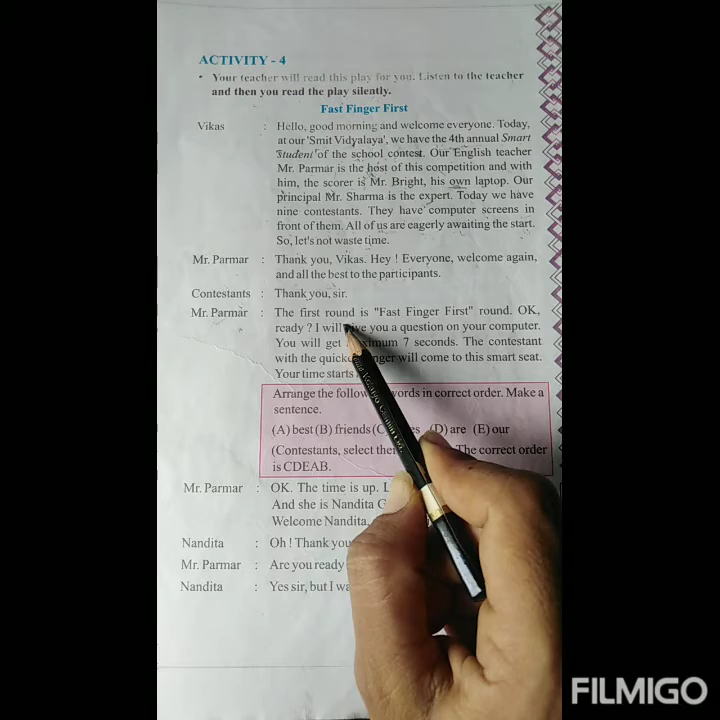 ACTIVITY - 4
• Your teacher will read this play for you. Listen to the teacher
and then you read the play silently.
Fast Finger First
Vikas : Hello, good morning and welcome everyone. Today,
at our 'Smit Vidyalaya', we have the 4th annual Smart
Student of the school contest. Our English teacher
Mr. Parmar is the host of this competition and with
him, the scorer is Mr. Bright, his own laptop. Our
principal Mr. Sharma is the expert. Today we have
nine contestants. They have computer screens in
front of them. All of us are eagerly awaiting the start.
So, let's not waste time.
Mr. Parmar : Thank you, Vikas. Hey ! Everyone, welcome again,
and all the best to the participants.
Contestants : Thank you, sir.
Mr. Parmar : The first round is "Fast Finger First" round. OK,
ready ? I will give you a question on your computer.
You will get maximum 7 seconds. The contestant
with the quickest finger will come to this smart seat.
Your time starts
Arrange the following words in correct order. Make a
sentence.
(A) best (B) friends (D) are (E) our
(Contestants, select The correct order
is CDEAB.
Mr. Parmar : OK. The time is up.
And she is Nandita
Welcome Nandita,
Nandita : Oh ! Thank you
Mr. Parmar : Are you ready
Nandita : Yes sir, but I
FILMIGO